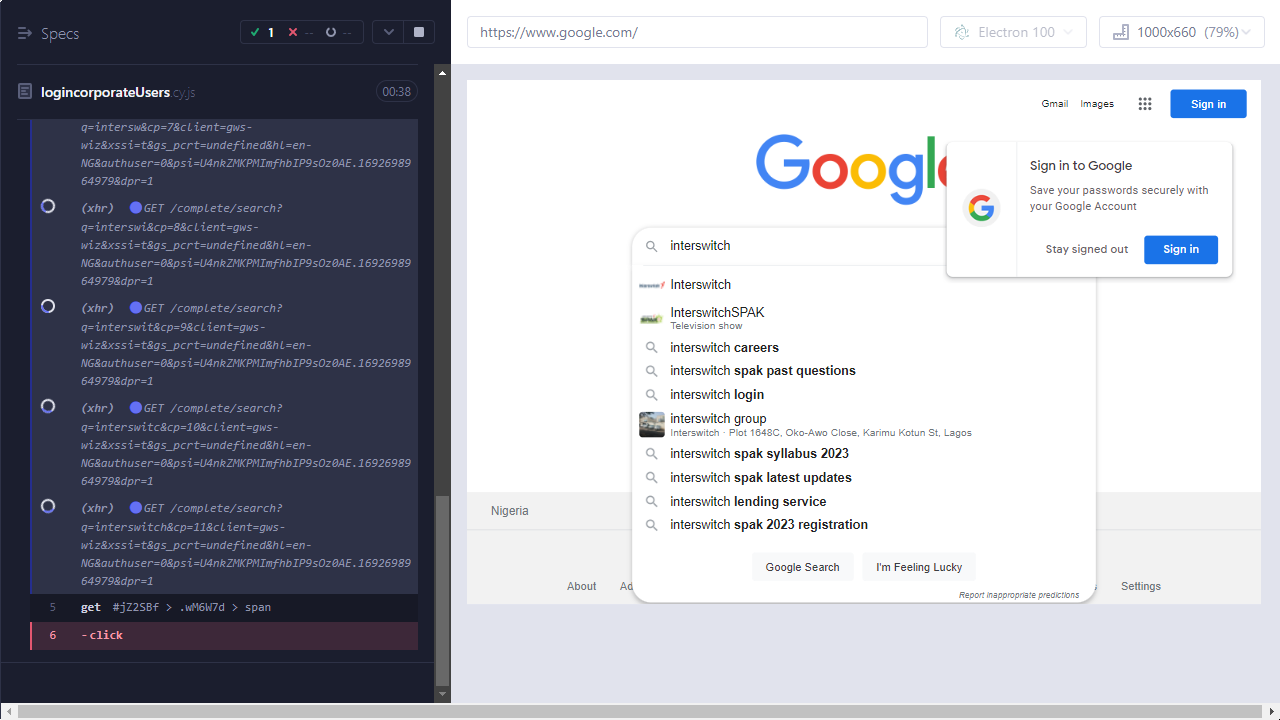 Specs
1
--
--
https://www.google.com/
Electron 100
1000x660 (79%)
logincorporateUsers.cy.js
00:38
q=intersw&cp=7&client=gws-
wiz&xssi=t&gs_pcrt=undefined&hl=en-
NG&authuser=0&psi=U4nkZMKPMImfhbIP9sOz0AE.16926989
64979&dpr=1
(xhr) GET /complete/search?
q=interswi&cp=8&client=gws-
wiz&xssi=t&gs_pcrt=undefined&hl=en-
NG&authuser=0&psi=U4nkZMKPMImfhbIP9sOz0AE.16926989
64979&dpr=1
(xhr) GET /complete/search?
q=interswit&cp=9&client=gws-
wiz&xssi=t&gs_pcrt=undefined&hl=en-
NG&authuser=0&psi=U4nkZMKPMImfhbIP9sOz0AE.16926989
64979&dpr=1
(xhr) GET /complete/search?
q=interswitc&cp=10&client=gws-
wiz&xssi=t&gs_pcrt=undefined&hl=en-
NG&authuser=0&psi=U4nkZMKPMImfhbIP9sOz0AE.16926989
64979&dpr=1
(xhr) GET /complete/search?
q=interswitch&cp=11&client=gws-
wiz&xssi=t&gs_pcrt=undefined&hl=en-
NG&authuser=0&psi=U4nkZMKPMImfhbIP9sOz0AE.16926989
64979&dpr=1
5 get #jZ2SBf > .wM6W7d > span
6 -click
Gmail Images
Sign in
Google
Sign in to Google
Save your passwords securely with
your Google Account
Stay signed out
Sign in
interswitch
Interswitch
InterswitchSPAK
Television show
interswitch careers
interswitch spak past questions
interswitch login
interswitch group
Interswitch · Plot 1648C, Oko-Awo Close, Karimu Kotun St, Lagos
interswitch spak syllabus 2023
interswitch spak latest updates
interswitch lending service
interswitch spak 2023 registration
Google Search
I'm Feeling Lucky
Report inappropriate predictions
Nigeria
About
Settings